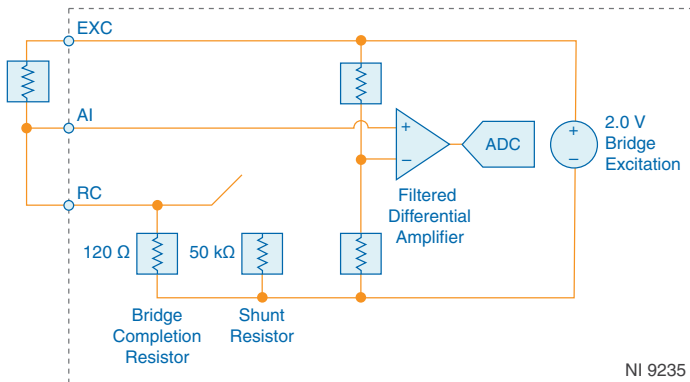 EXC
AI
RC
+
−
ADC
+
−
2.0 V
Bridge
Excitation
Filtered
Differential
Amplifier
120 Ω
50 kΩ
Bridge
Completion
Resistor
Shunt
Resistor
NI 9235